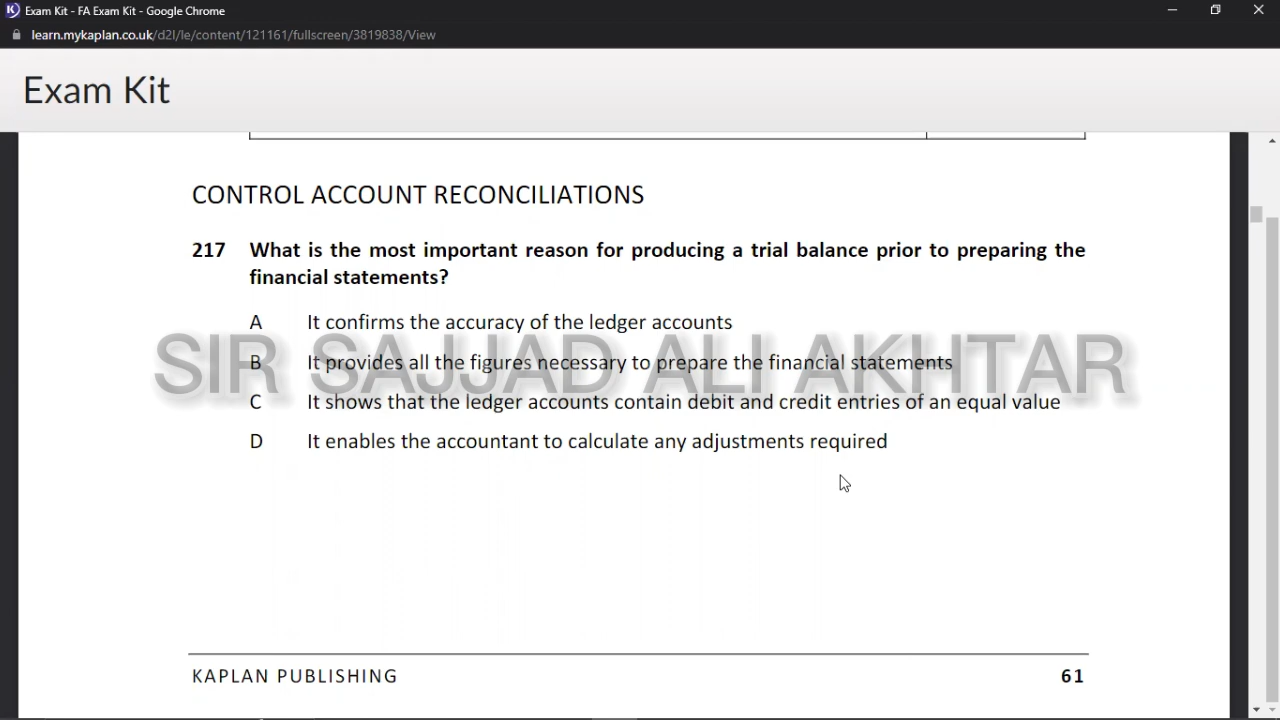 Exam Kit - FA Exam Kit - Google Chrome
learn.mykaplan.co.uk/d2l/le/content/121161/fullscreen/3819838/View
Exam Kit
CONTROL ACCOUNT RECONCILIATIONS
217 What is the most important reason for producing a trial balance prior to preparing the
financial statements?
A It confirms the accuracy of the ledger accounts
SIR SAJJAD ALI AKHTAR
B It provides all the figures necessary to prepare the financial statements
C It shows that the ledger accounts contain debit and credit entries of an equal value
D It enables the accountant to calculate any adjustments required
KAPLAN PUBLISHING 61